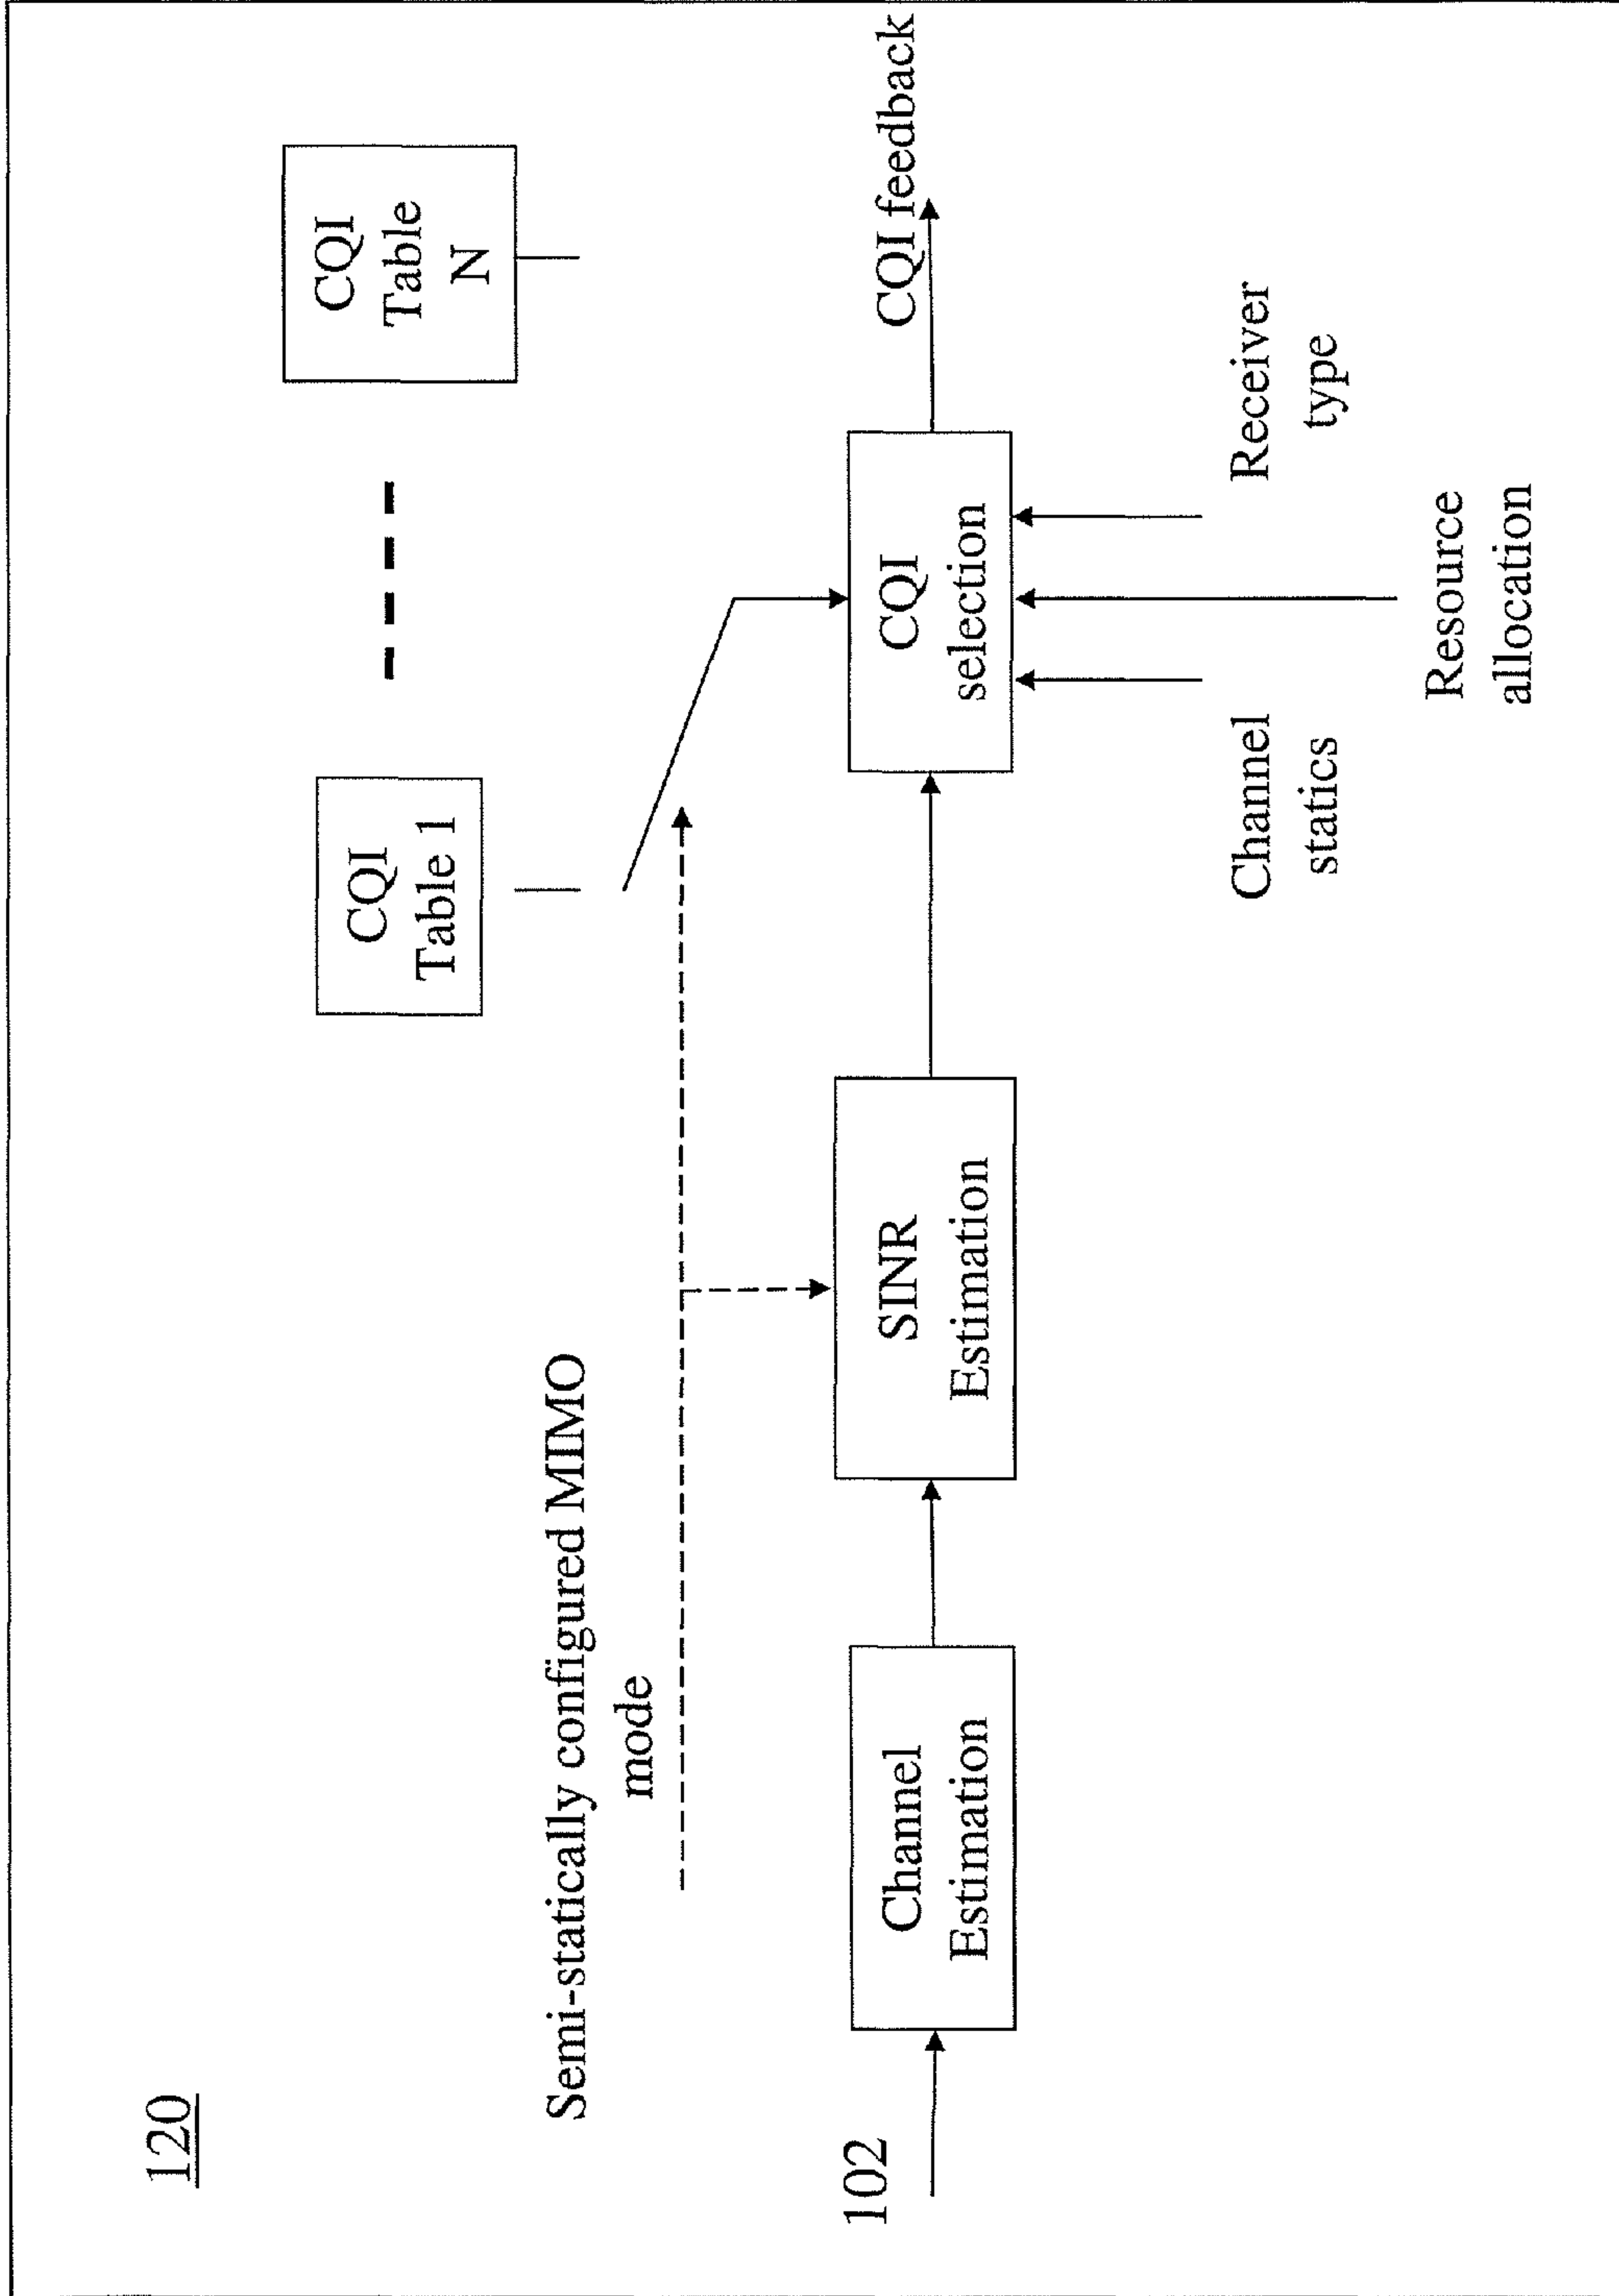 120
CQI
Table 1
CQI
Table
N
Semi-statically configured MIMO
mode
102
Channel
Estimation
SINR
Estimation
CQI
selection
CQI feedback
Channel
statics
Resource
allocation
Receiver
type